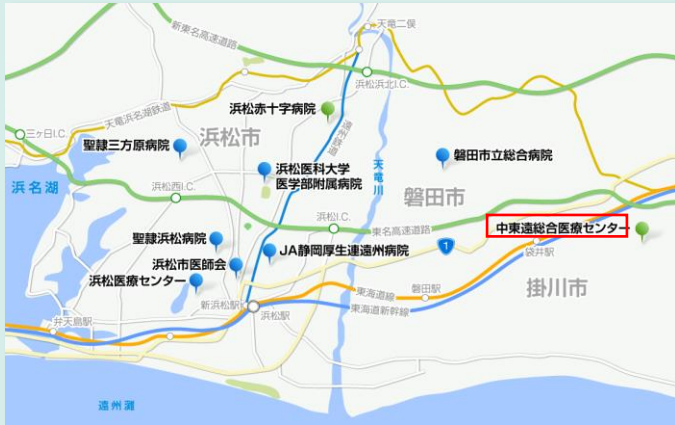 天竜二俣
新東名高速道路
浜松浜北I.C.
天竜浜名湖鉄道
浜松赤十字病院
三ヶ日I.C.
浜松市
遠州鉄道
聖隷三方原病院
磐田市立総合病院
浜松医科大学
医学部附属病院
天竜川
浜名湖
浜松西I.C.
磐田市
浜松I.C.
東名高速道路
中東遠総合医療センター
聖隷浜松病院
1
JA静岡厚生連遠州病院
袋井駅
浜松市医師会
浜松医療センター
掛川市
東海道線
磐田駅
新浜松駅
東海道新幹線
浜松駅
弁天島駅
遠州灘